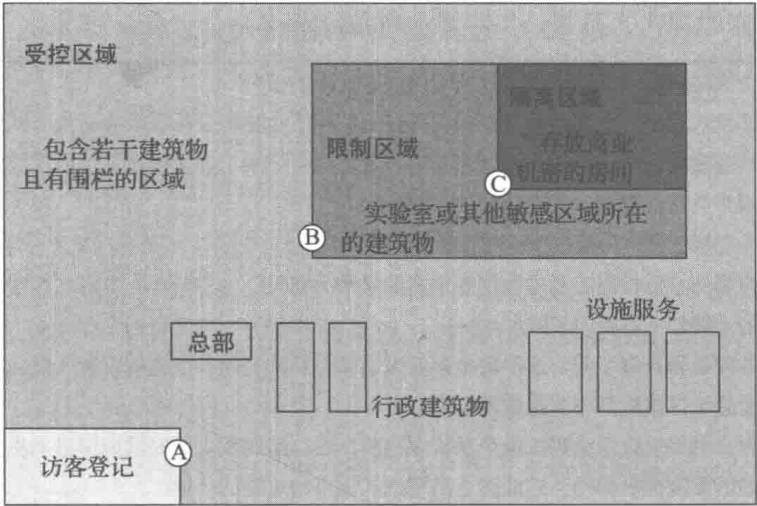 受控区域
包含若干建筑物
且有围栏的区域
限制区域
隔离区域
存放商业
机密的房间
C
实验室或其他敏感区域所在
的建筑物
B
设施服务
总部
行政建筑物
访客登记
A